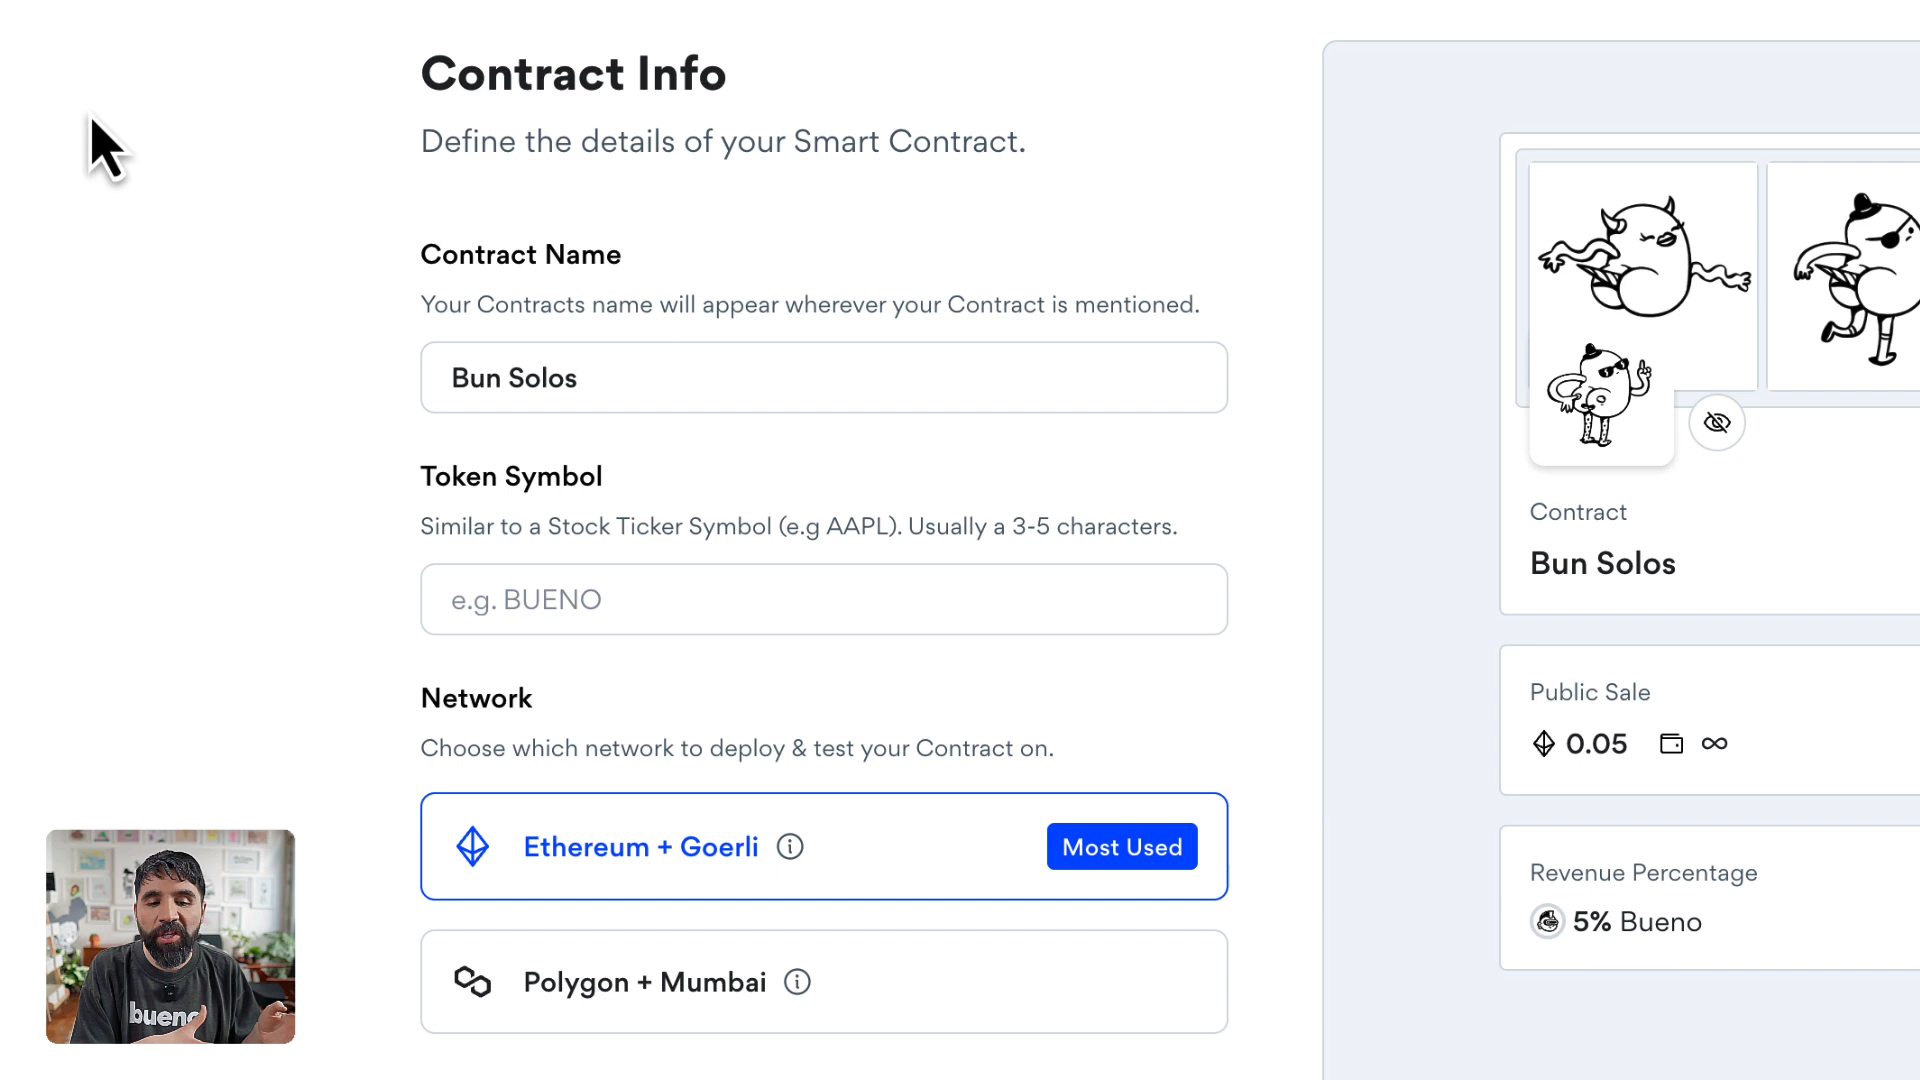 Contract Info
Define the details of your Smart Contract.
Contract Name
Your Contracts name will appear wherever your Contract is mentioned.
Bun Solos
Token Symbol
Similar to a Stock Ticker Symbol (e.g AAPL). Usually a 3-5 characters.
e.g. BUENO
Network
Choose which network to deploy & test your Contract on.
Ethereum + Goerli
Most Used
Polygon + Mumbai
Contract
Bun Solos
Public Sale
0.05 ∞
Revenue Percentage
5% Bueno
bueno